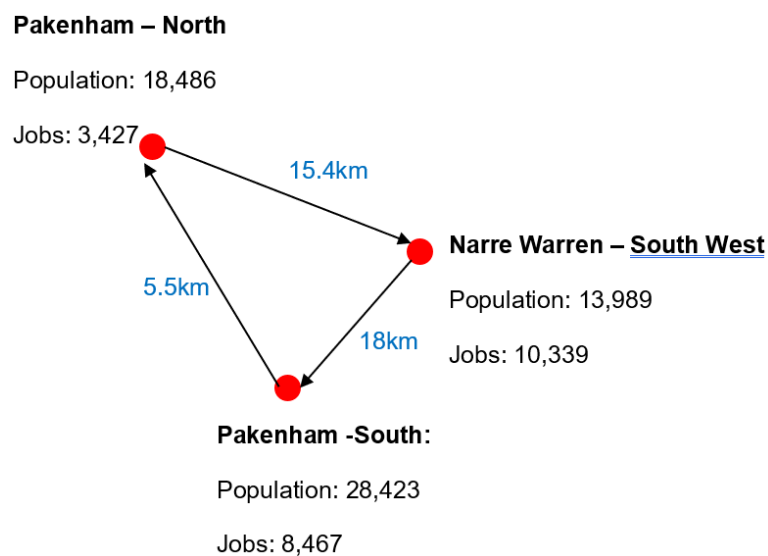 Pakenham – North
Population: 18,486
Jobs: 3,427
15.4km
Narre Warren – South West
Population: 13,989
Jobs: 10,339
5.5km
18km
Pakenham -South:
Population: 28,423
Jobs: 8,467